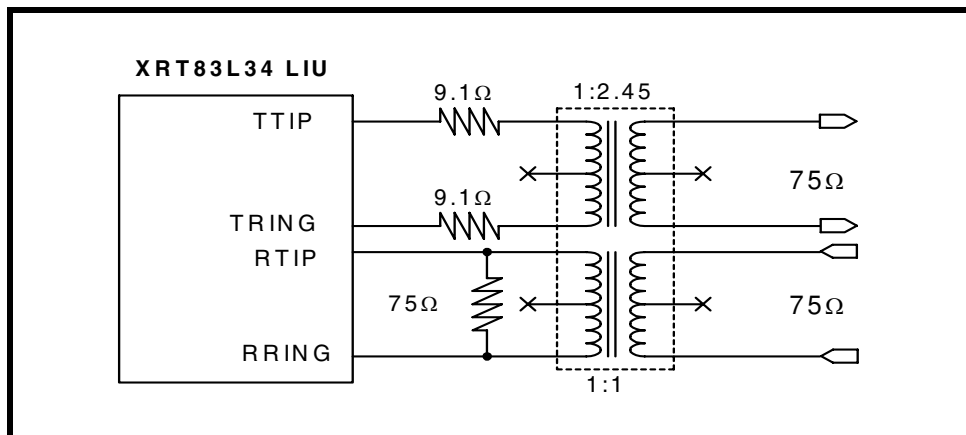 XRT83L34 LIU
9.1Ω
1:2.45
TTIP
75Ω
9.1Ω
TRING
RTIP
75Ω
75Ω
RRING
1:1